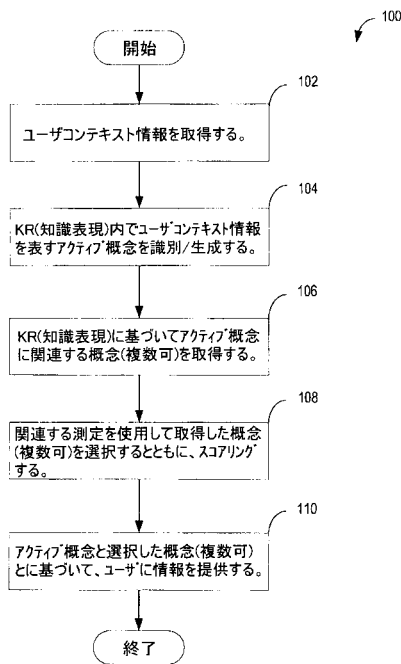 100
開始
102
ユーザコンテキスト情報を取得する。
104
KR(知識表現)内でユーザコンテキスト情報
を表すアクティブ概念を識別/生成する。
106
KR(知識表現)に基づいてアクティブ概念
に関連する概念(複数可)を取得する。
108
関連する測定を使用して取得した概念
(複数可)を選択するとともに、スコアリング
する。
110
アクティブ概念と選択した概念(複数可)
とに基づいて、ユーザに情報を提供する。
終了